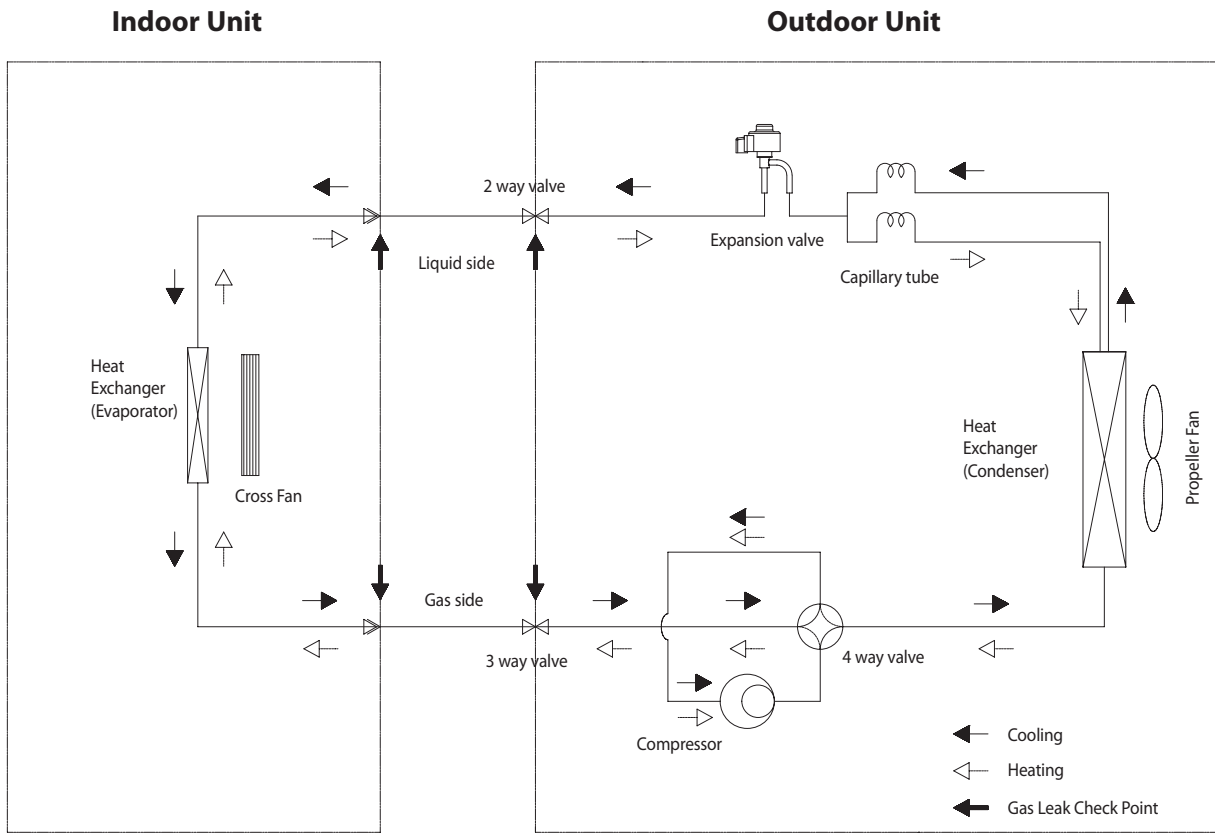 Indoor Unit
Outdoor Unit
2 way valve
Liquid side
Expansion valve
Capillary tube
Heat
Exchanger
(Evaporator)
Cross Fan
Heat
Exchanger
(Condenser)
Propeller Fan
Gas side
3 way valve
4 way valve
Compressor
Cooling
Heating
Gas Leak Check Point